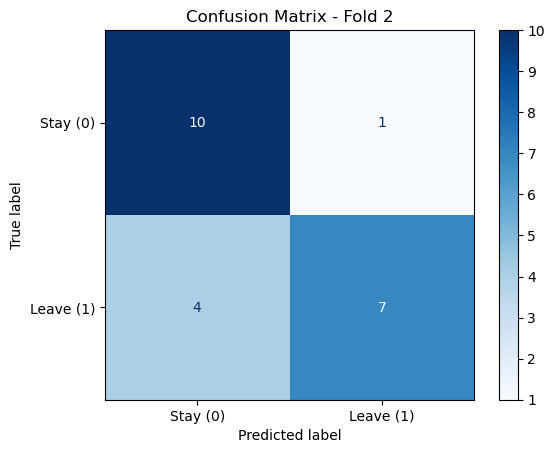 Confusion Matrix - Fold 2
True label
Stay (0)
10
1
Leave (1)
4
7
Stay (0)
Leave (1)
Predicted label
10
9
8
7
6
5
4
3
2
1